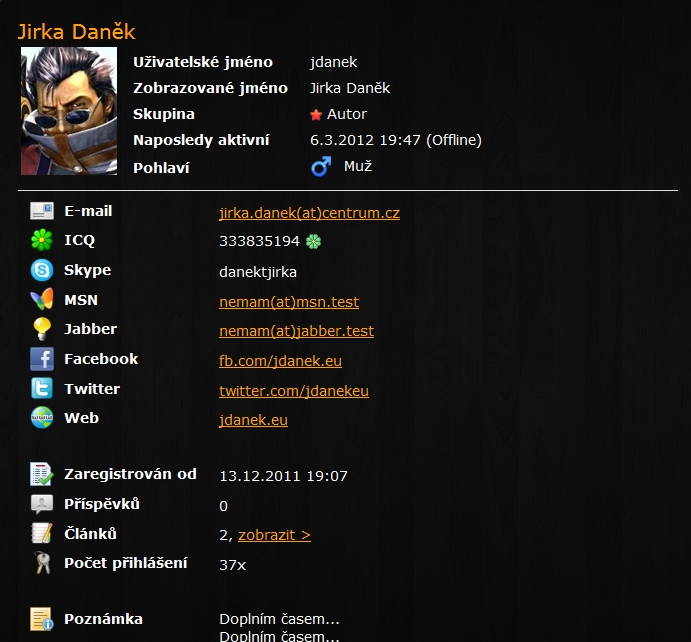 Jirka Daněk
Uživatelské jméno jdanek
Zobrazované jméno Jirka Daněk
Skupina Autor
Naposledy aktivní 6.3.2012 19:47 (Offline)
Pohlaví Muž
E-mail jirka.danek(at)centrum.cz
ICQ 333835194
Skype danektjirka
MSN nemam(at)msn.test
Jabber nemam(at)jabber.test
Facebook fb.com/jdanek.eu
Twitter twitter.com/jdanekeu
Web jdanek.eu
Zaregistrován od 13.12.2011 19:07
Příspěvků 0
Článků 2, zobrazit >
Počet přihlášení 37x
Poznámka Doplním časem...
Doplním časem...